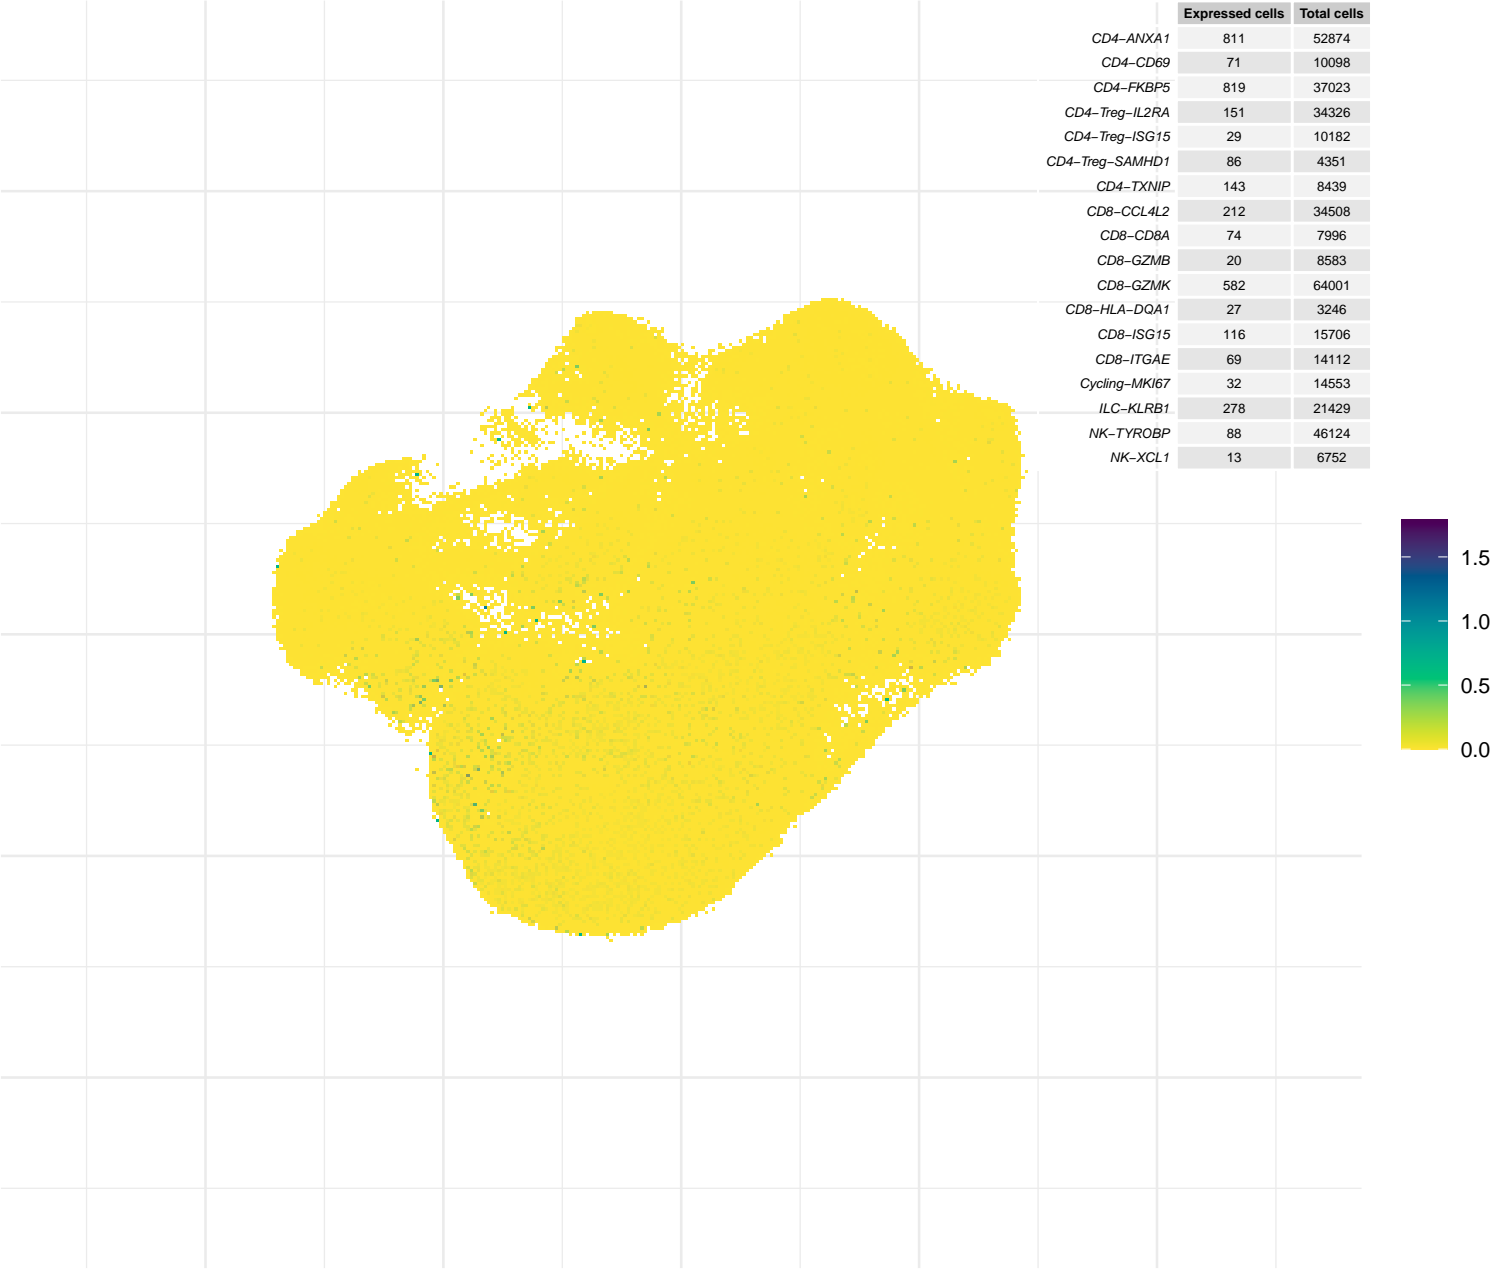 Expressed cells Total cells
CD4−ANXA1 811 52874
CD4−CD69 71 10098
CD4−FKBP5 819 37023
CD4−Treg−IL2RA 151 34326
CD4−Treg−ISG15 29 10182
CD4−Treg−SAMHD1 86 4351
CD4−TXNIP 143 8439
CD8−CCL4L2 212 34508
CD8−CD8A 74 7996
CD8−GZMB 20 8583
CD8−GZMK 582 64001
CD8−HLA−DQA1 27 3246
CD8−ISG15 116 15706
CD8−ITGAE 69 14112
Cycling−MKI67 32 14553
ILC−KLRB1 278 21429
NK−TYROBP 88 46124
NK−XCL1 13 6752
1.5
1.0
0.5
0.0